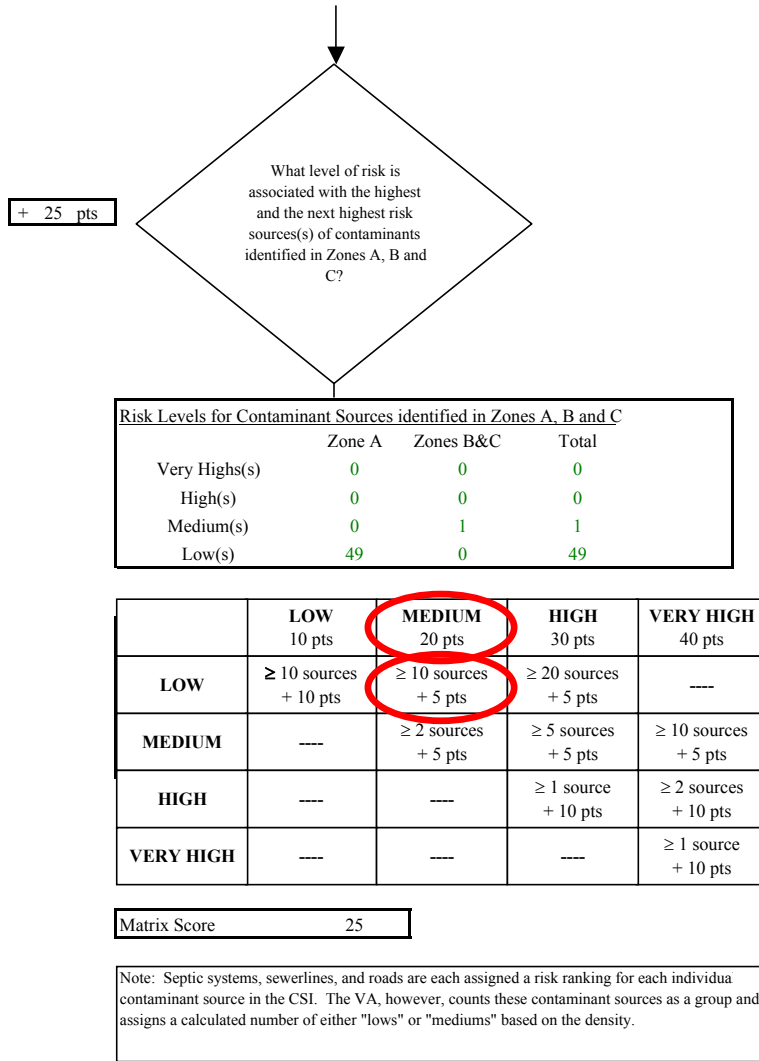 What level of risk is
associated with the highest
and the next highest risk
sources(s) of contaminants
identified in Zones A, B and
C?
+ 25 pts
Risk Levels for Contaminant Sources identified in Zones A, B and C
Zone A Zones B&C Total
Very Highs(s) 0 0 0
High(s) 0 0 0
Medium(s) 0 1 1
Low(s) 49 0 49
LOW MEDIUM HIGH VERY HIGH
10 pts 20 pts 30 pts 40 pts
LOW ≥ 10 sources ≥ 10 sources ≥ 20 sources ----
+ 10 pts + 5 pts + 5 pts
MEDIUM ---- ≥ 2 sources ≥ 5 sources ≥ 10 sources
+ 5 pts + 5 pts + 5 pts
HIGH ---- ---- ≥ 1 source ≥ 2 sources
+ 10 pts + 10 pts
VERY HIGH ---- ---- ---- ≥ 1 source
+ 10 pts
Matrix Score 25
Note: Septic systems, sewerlines, and roads are each assigned a risk ranking for each individua
contaminant source in the CSI. The VA, however, counts these contaminant sources as a group and
assigns a calculated number of either "lows" or "mediums" based on the density.